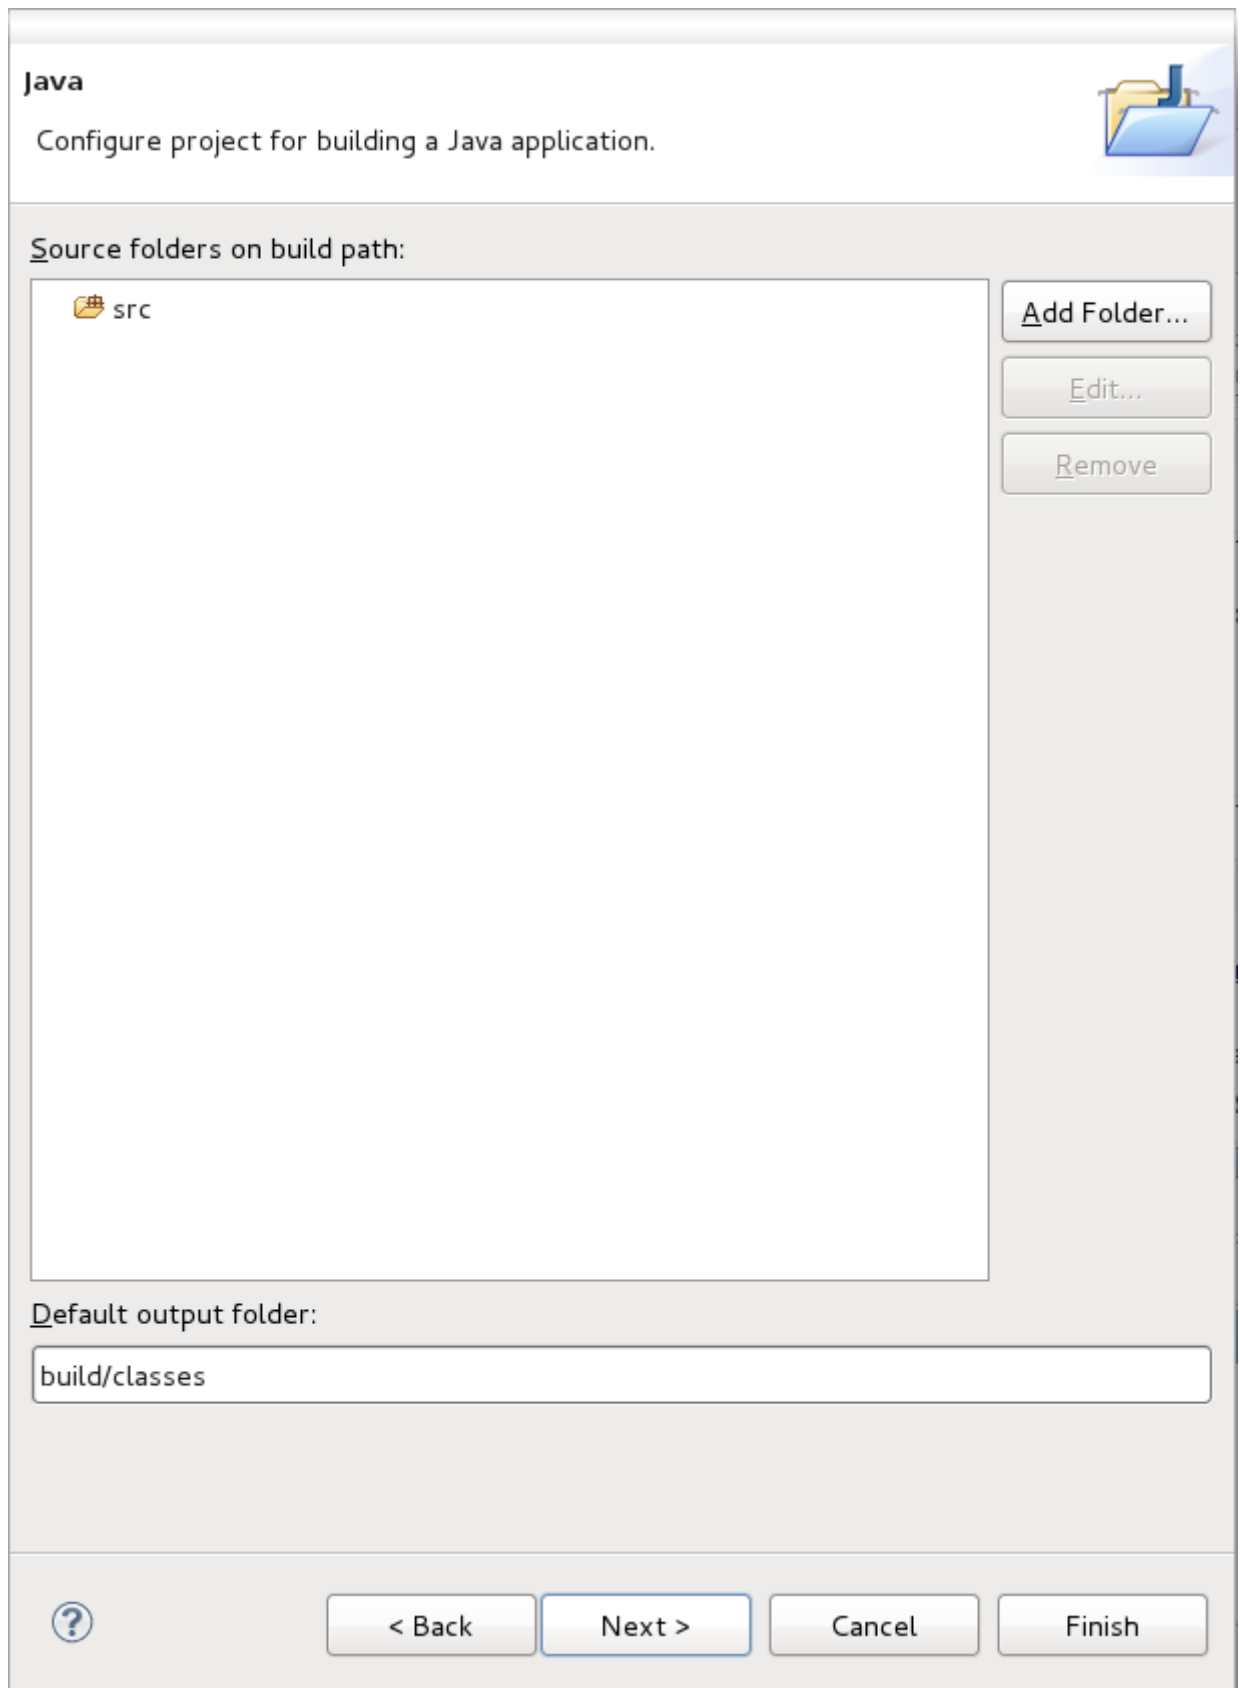 Java
Configure project for building a Java application.
Source folders on build path:
src
Add Folder...
Edit...
Remove
Default output folder:
build/classes
< Back
Next >
Cancel
Finish